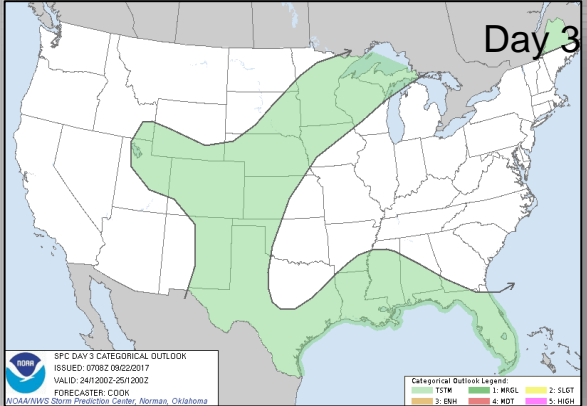 Day 3
SPC DAY 3 CATEGORICAL OUTLOOK
ISSUED: 0708Z 09/22/2017
VALID: 24/1200Z-25/1200Z
FORECASTER: COOK
NOAA/NWS Storm Prediction Center, Norman, Oklahoma
NOAA
Categorical Outlook Legend:
TSTM 1: MRGL 2: SLGT
3: ENH 4: MDT 5: HIGH